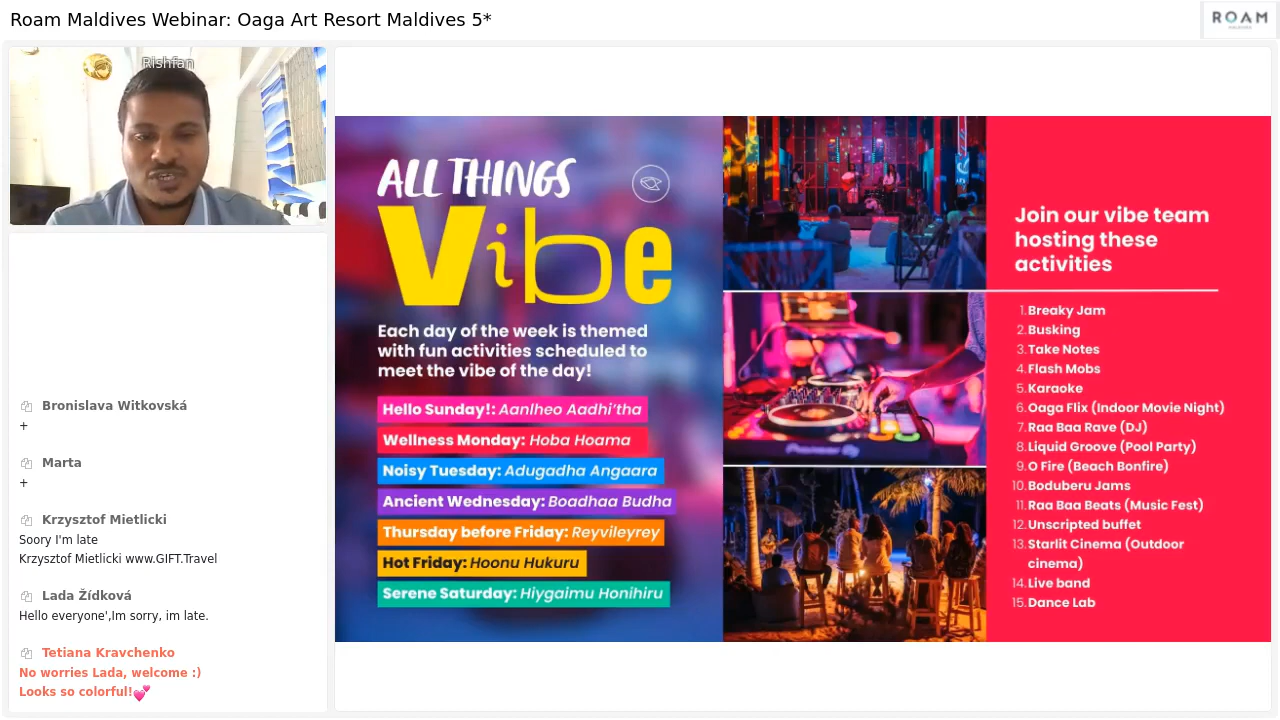 Roam Maldives Webinar: Oaga Art Resort Maldives 5*
ROAM
Rishfan
Bronislava Witkovská
+
Marta
+
Krzysztof Mietlicki
Soory I'm late
Krzysztof Mietlicki www.GIFT.Travel
Lada Žídková
Hello everyone',Im sorry, im late.
Tetiana Kravchenko
No worries Lada, welcome :)
Looks so colorful!💕
ALL THINGS
Vibe
Each day of the week is themed
with fun activities scheduled to
meet the vibe of the day!
Hello Sunday!: Aanlheo Aadhi'tha
Wellness Monday: Hoba Hoama
Noisy Tuesday: Adugadha Angaara
Ancient Wednesday: Boadhaa Budha
Thursday before Friday: Reyvileyrey
Hot Friday: Hoonu Hukuru
Serene Saturday: Hiygaimu Honihiru
Pioneer DJ
Join our vibe team
hosting these
activities
1. Breaky Jam
2. Busking
3. Take Notes
4. Flash Mobs
5. Karaoke
6. Oaga Flix (Indoor Movie Night)
7. Raa Baa Rave (DJ)
8. Liquid Groove (Pool Party)
9. O Fire (Beach Bonfire)
10. Boduberu Jams
11. Raa Baa Beats (Music Fest)
12. Unscripted buffet
13. Starlit Cinema (Outdoor
cinema)
14. Live band
15. Dance Lab